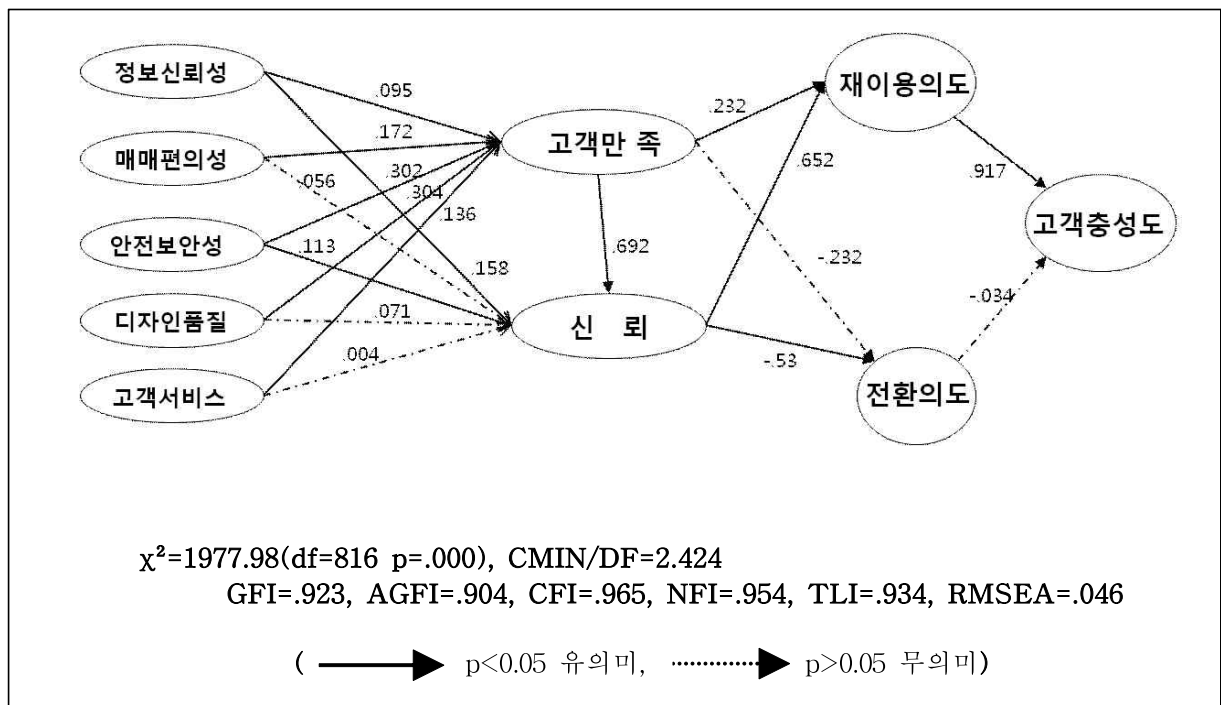 정보신뢰성
매매편의성
안전보안성
디자인품질
고객서비스
.095
.172
.056
.302
.304
.136
.113
.158
.071
.004
고객만 족
.692
신 뢰
.232
.652
-.232
-.53
재이용의도
전환의도
.917
-.034
고객충성도
χ²=1977.98(df=816 p=.000), CMIN/DF=2.424
GFI=.923, AGFI=.904, CFI=.965, NFI=.954, TLI=.934, RMSEA=.046
( p<0.05 유의미, p>0.05 무의미)